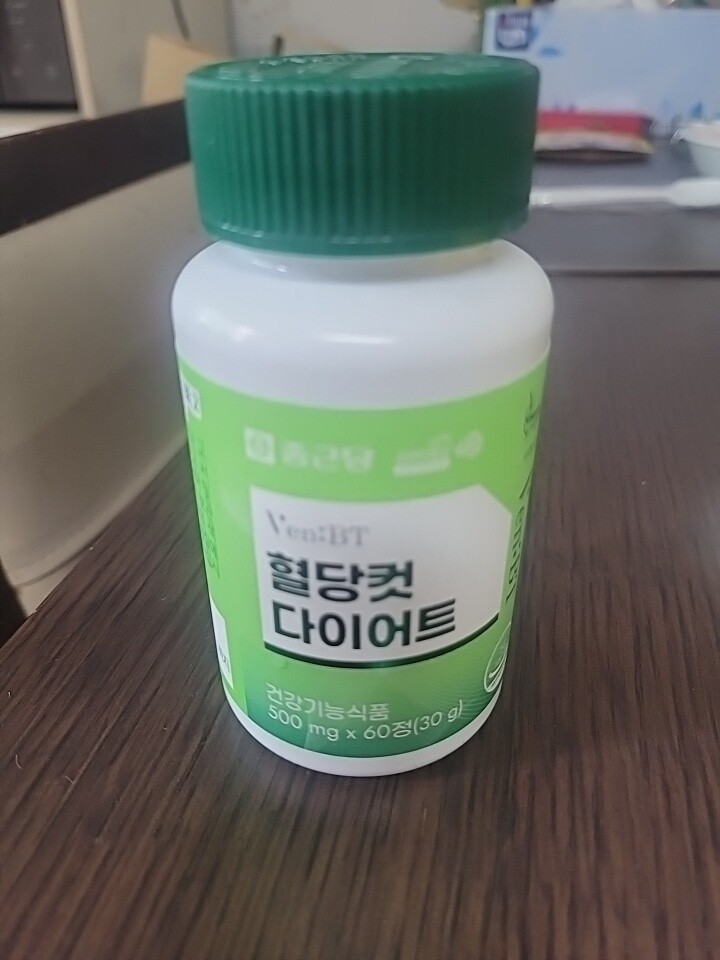 종근당
Ven:BT
혈당컷
다이어트
건강기능식품
500 mg x 60정(30 g)